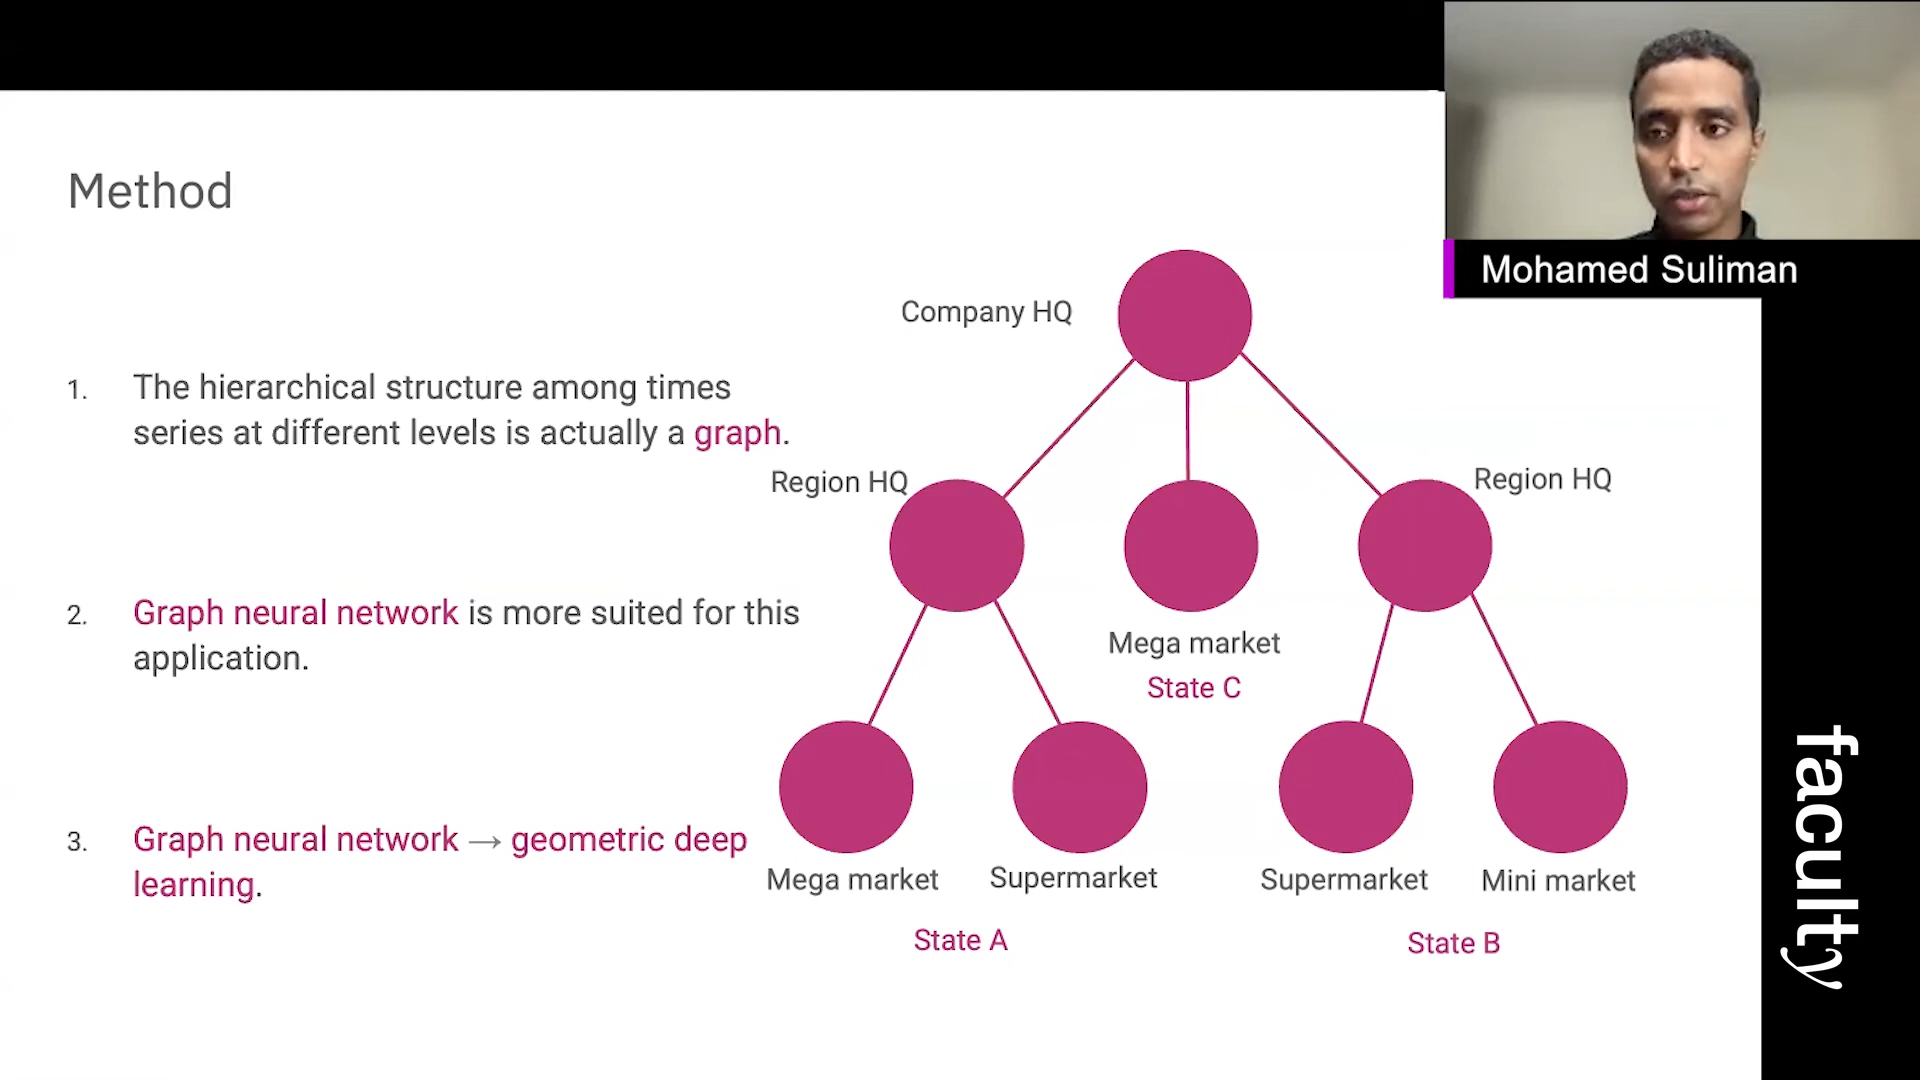 Method
1. The hierarchical structure among times
series at different levels is actually a graph.
2. Graph neural network is more suited for this
application.
3. Graph neural network → geometric deep
learning.
Company HQ
Region HQ
Region HQ
Mega market
State C
Mega market
Supermarket
Supermarket
Mini market
State A
State B
Mohamed Suliman
faculty